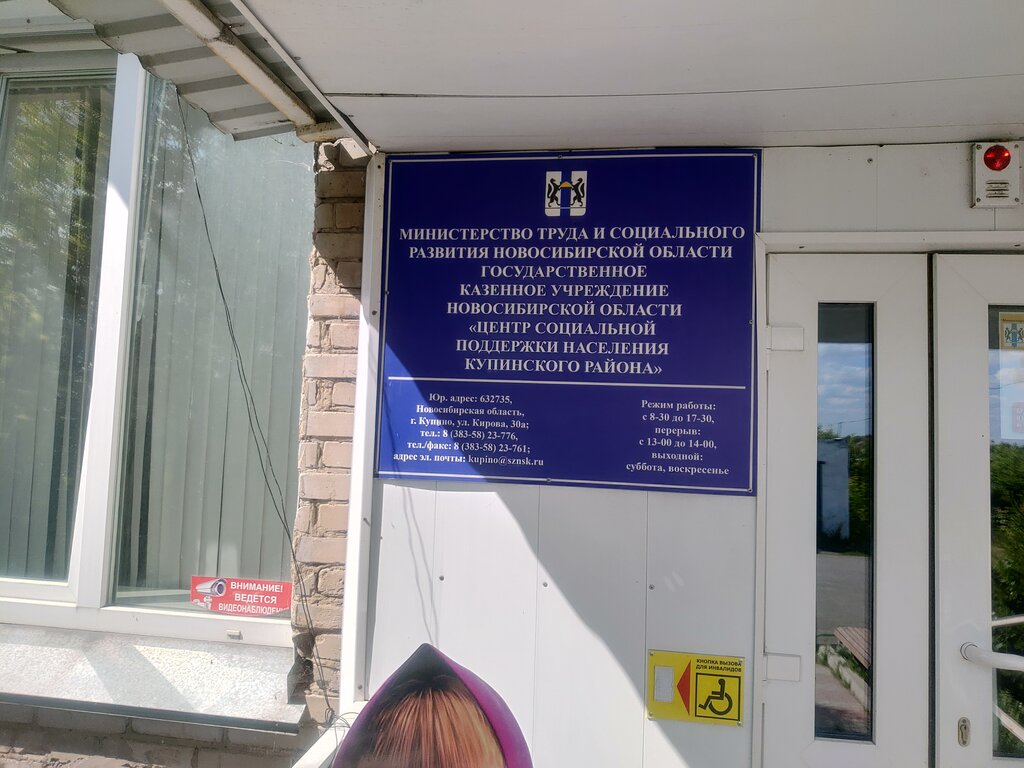 МИНИСТЕРСТВО ТРУДА И СОЦИАЛЬНОГО
РАЗВИТИЯ НОВОСИБИРСКОЙ ОБЛАСТИ
ГОСУДАРСТВЕННОЕ
КАЗЕННОЕ УЧРЕЖДЕНИЕ
НОВОСИБИРСКОЙ ОБЛАСТИ
«ЦЕНТР СОЦИАЛЬНОЙ
ПОДДЕРЖКИ НАСЕЛЕНИЯ
КУПИНСКОГО РАЙОНА»
Юр. адрес: 632735,
Новосибирская область,
г. Купино, ул. Кирова, 30а;
тел.: 8 (383-58) 23-776,
тел./факс: 8 (383-58) 23-761;
адрес эл. почты: kupino@sznsk.ru
Режим работы:
с 8-30 до 17-30,
перерыв:
с 13-00 до 14-00,
выходной:
суббота, воскресенье
ВНИМАНИЕ!
ВЕДЕТСЯ
ВИДЕОНАБЛЮДЕНИ
КНОПКА ВЫЗОВА
ДЛЯ ИНВАЛИДОВ